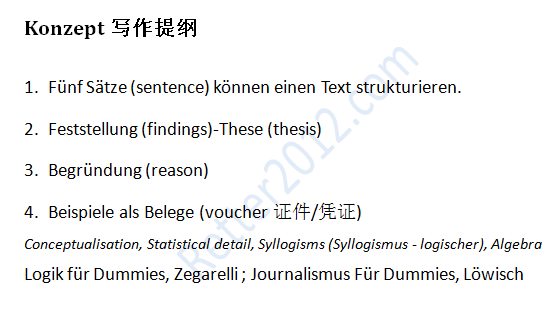 Konzept 写作提纲
1. Fünf Sätze (sentence) können einen Text strukturieren.
2. Feststellung (findings)-These (thesis)
3. Begründung (reason)
4. Beispiele als Belege (voucher 证件/凭证)
Conceptualisation, Statistical detail, Syllogisms (Syllogismus - logischer), Algebra
Logik für Dummies, Zegarelli ; Journalismus Für Dummies, Löwisch
Rotter2012.com